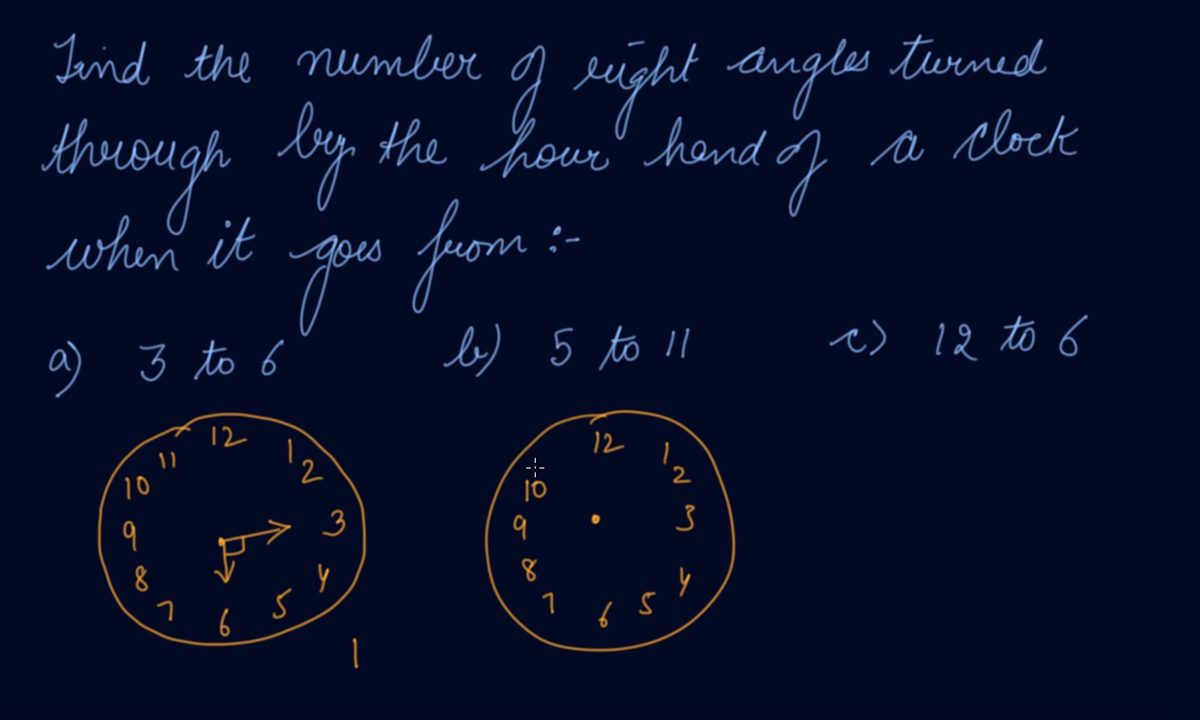 Find the number of right angles turned
through by the hour hand of a clock
when it goes from :-
a) 3 to 6 b) 5 to 11 c) 12 to 6
12 12
11 1 1
10 2 10 2
9 3 9 3
8 4 8 4
7 5 7 5
6 6
1